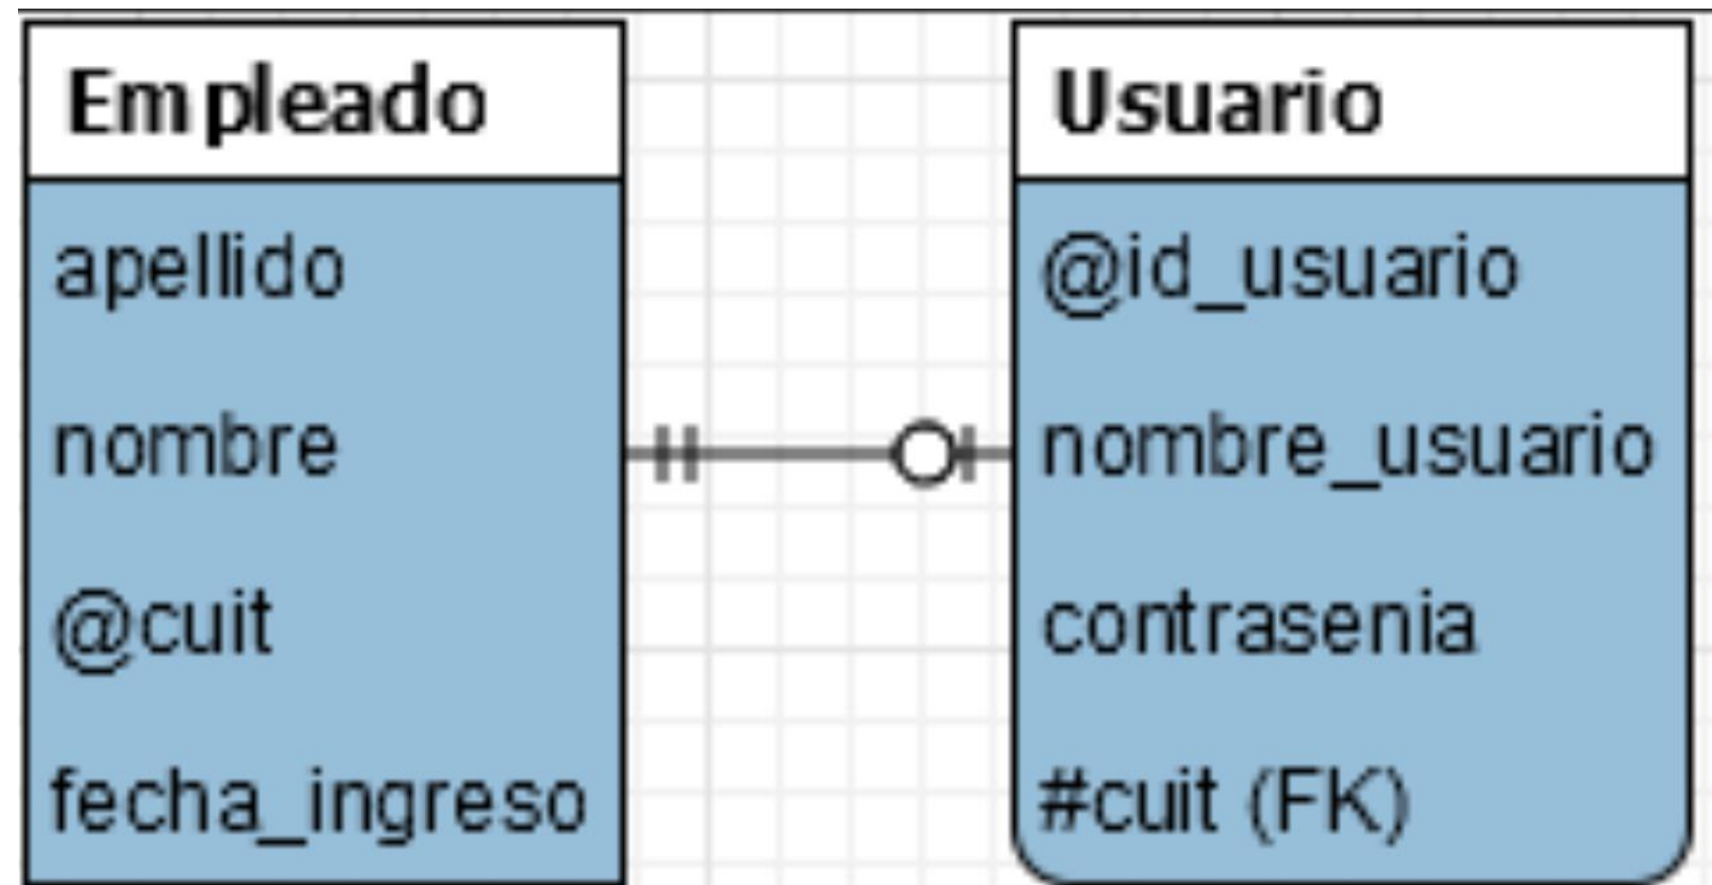 Empleado
apellido
nombre
@cuit
fecha_ingreso
Usuario
@id_usuario
nombre_usuario
contrasenia
#cuit (FK)